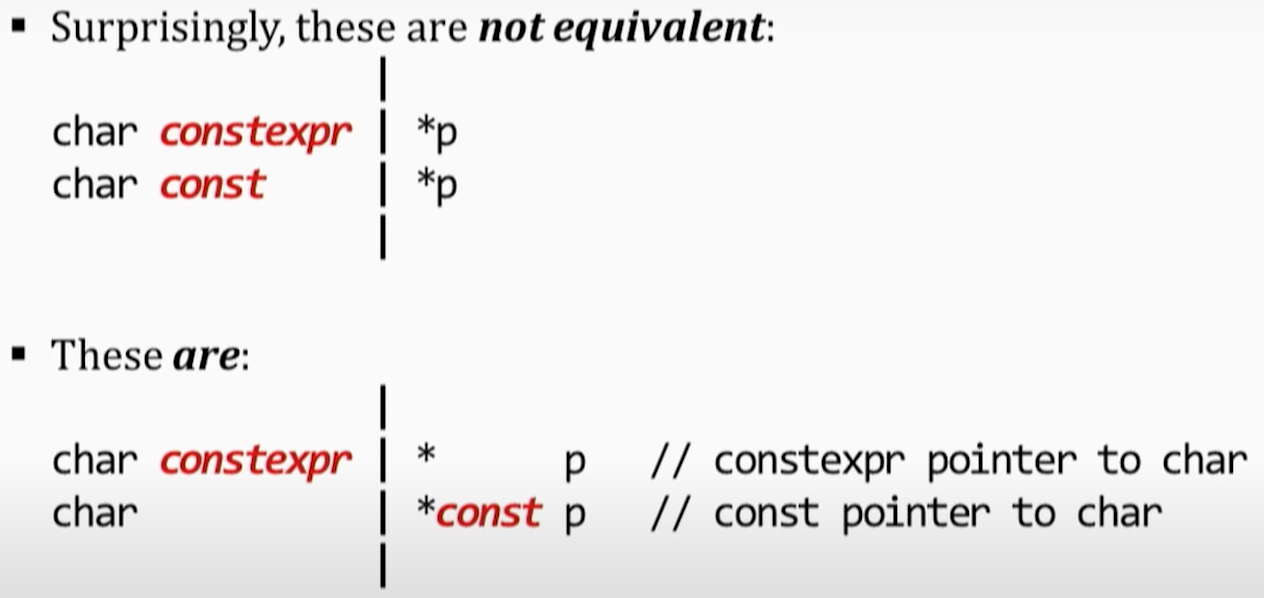 ▪ Surprisingly, these are not equivalent:
|
char constexpr | *p
char const | *p
|
▪ These are:
|
char constexpr | * p // constexpr pointer to char
char | *const p // const pointer to char
|